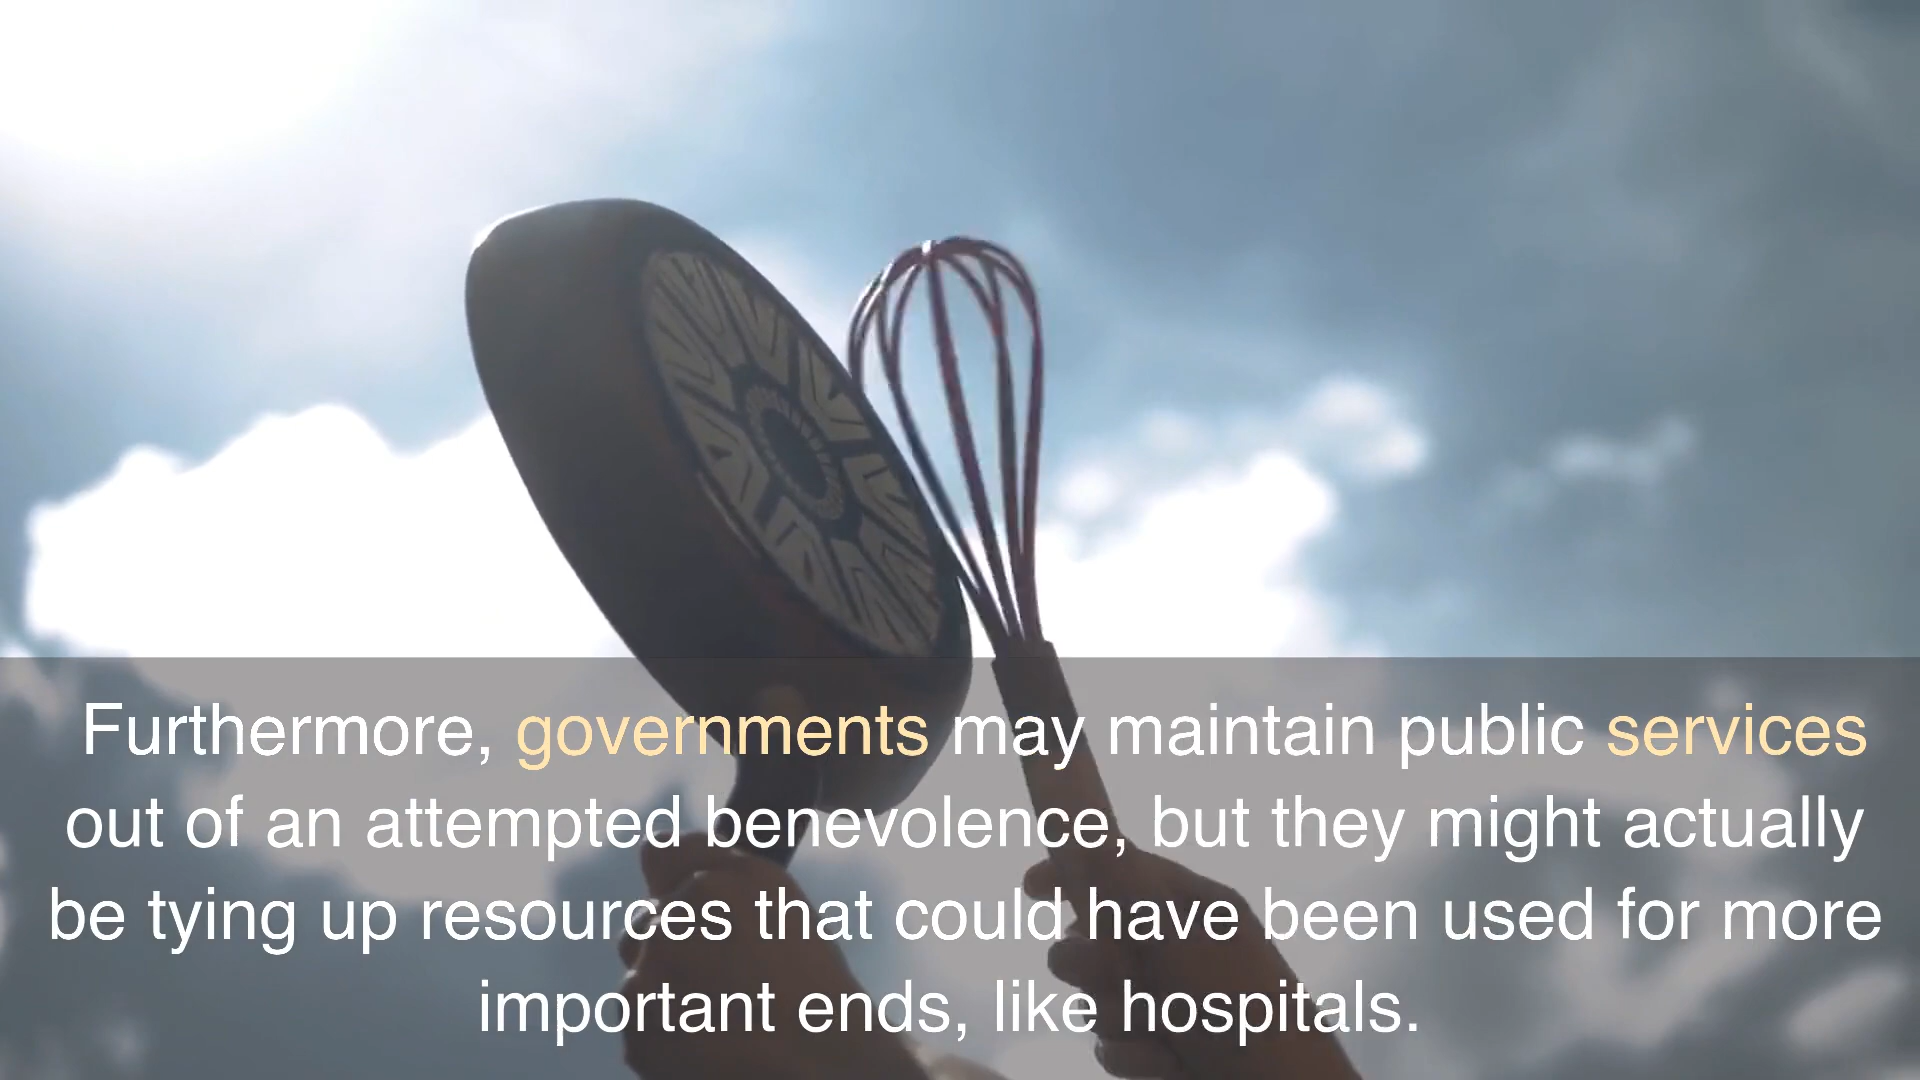 Furthermore, governments may maintain public services
out of an attempted benevolence, but they might actually
be tying up resources that could have been used for more
important ends, like hospitals.